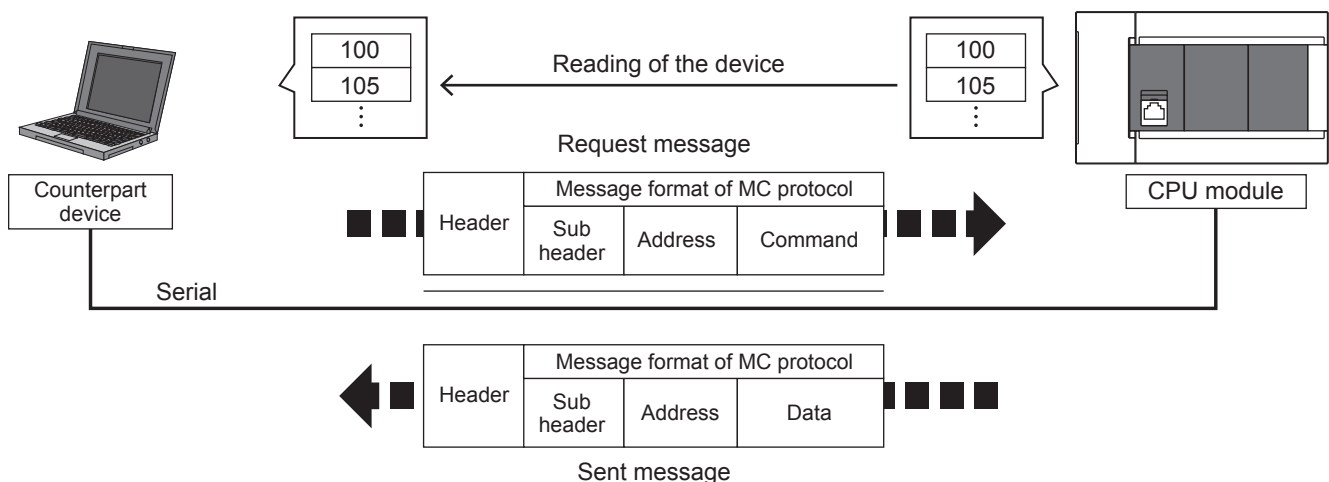 100
105
⋮
Reading of the device
100
105
⋮
Counterpart
device
CPU module
Request message
Header
Message format of MC protocol
Sub
header
Address
Command
Serial
Header
Message format of MC protocol
Sub
header
Address
Data
Sent message